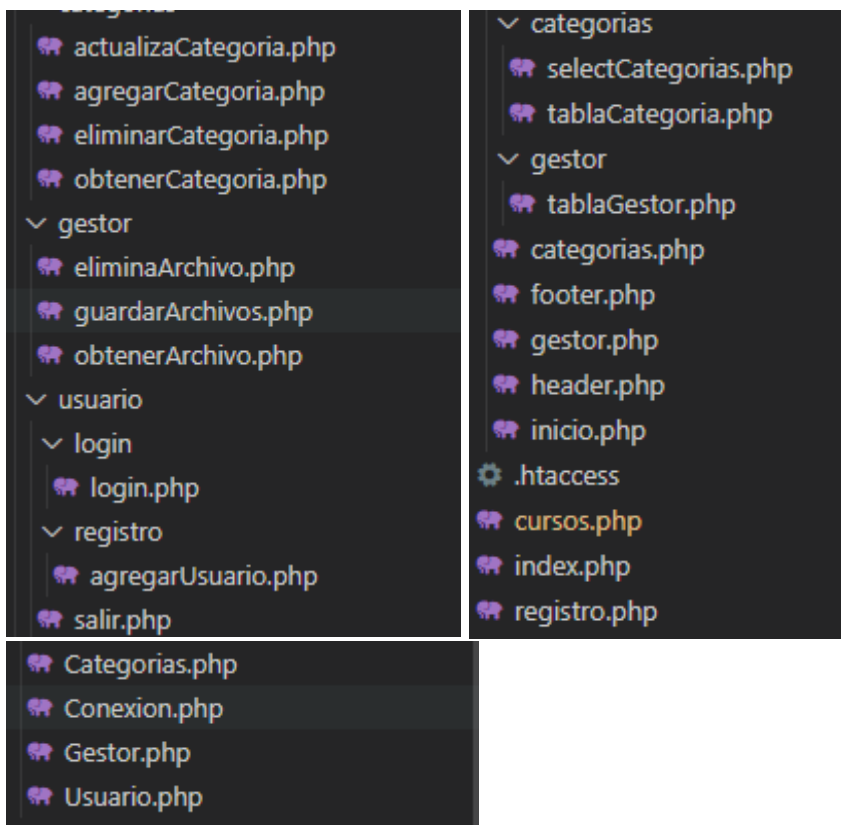 actualizaCategoria.php
agregarCategoria.php
eliminarCategoria.php
obtenerCategoria.php
gestor
eliminaArchivo.php
guardarArchivos.php
obtenerArchivo.php
usuario
login
login.php
registro
agregarUsuario.php
salir.php
categorias
selectCategorias.php
tablaCategoria.php
gestor
tablaGestor.php
categorias.php
footer.php
gestor.php
header.php
inicio.php
.htaccess
cursos.php
index.php
registro.php
Categorias.php
Conexion.php
Gestor.php
Usuario.php